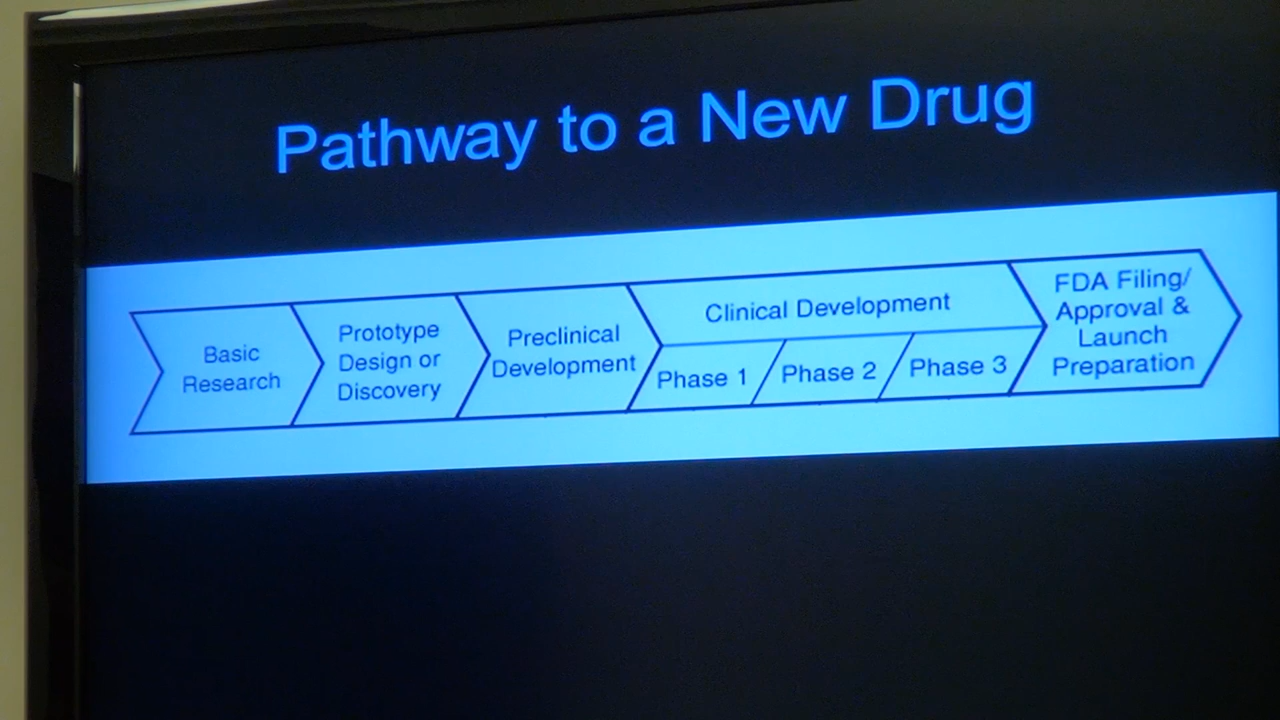 Pathway to a New Drug
Basic
Research
Prototype
Design or
Discovery
Preclinical
Development
Clinical Development
Phase 1
Phase 2
Phase 3
FDA Filing/
Approval &
Launch
Preparation